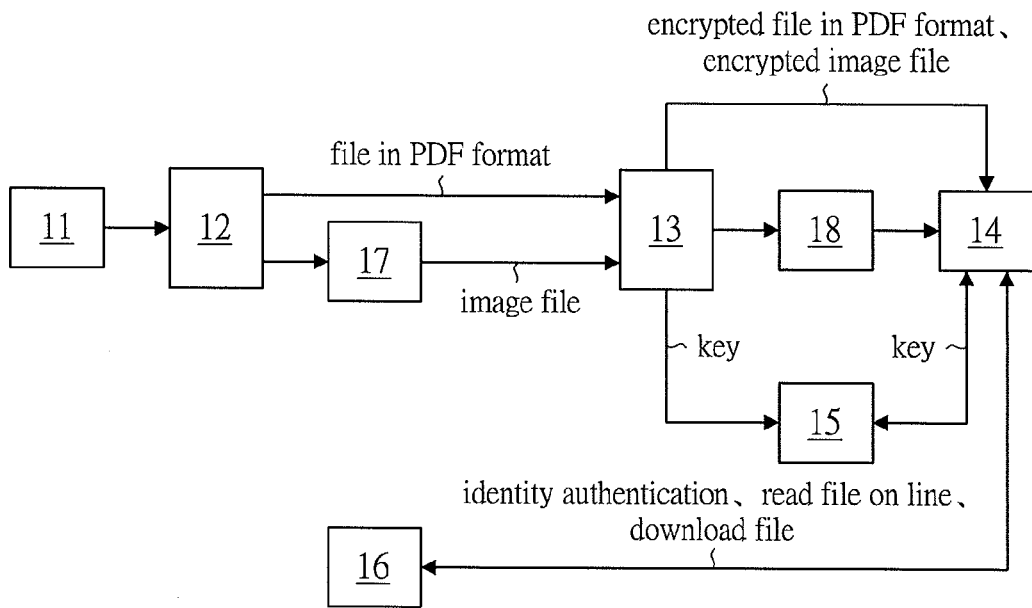 encrypted file in PDF format、
encrypted image file
file in PDF format
11
12
13
18
14
17
image file
key
key
15
identity authentication、read file on line、
download file
16